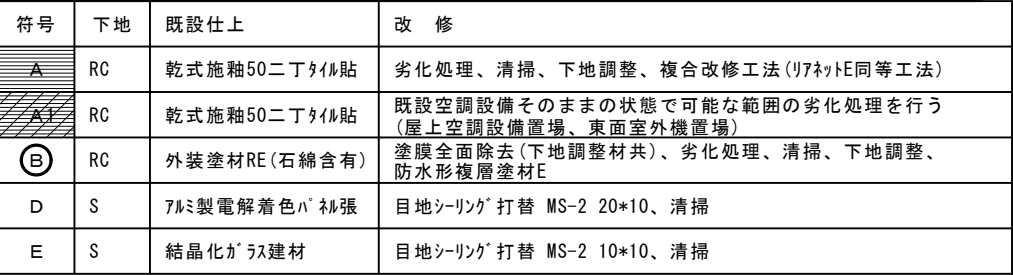 符号 下地 既設仕上 改 修
A RC 乾式施釉50二丁ﾀｲﾙ貼 劣化処理、清掃、下地調整、複合改修工法(ﾘｱﾈｯﾄE同等工法)
A1 RC 乾式施釉50二丁ﾀｲﾙ貼 既設空調設備そのままの状態で可能な範囲の劣化処理を行う
(屋上空調設備置場、東面室外機置場)
B RC 外装塗材RE(石綿含有) 塗膜全面除去(下地調整材共)、劣化処理、清掃、下地調整、
防水形複層塗材E
D S ｱﾙﾐ製電解着色ﾊﾟﾈﾙ張 目地ｼｰﾘﾝｸﾞ打替 MS-2 20*10、清掃
E S 結晶化ｶﾞﾗｽ建材 目地ｼｰﾘﾝｸﾞ打替 MS-2 10*10、清掃